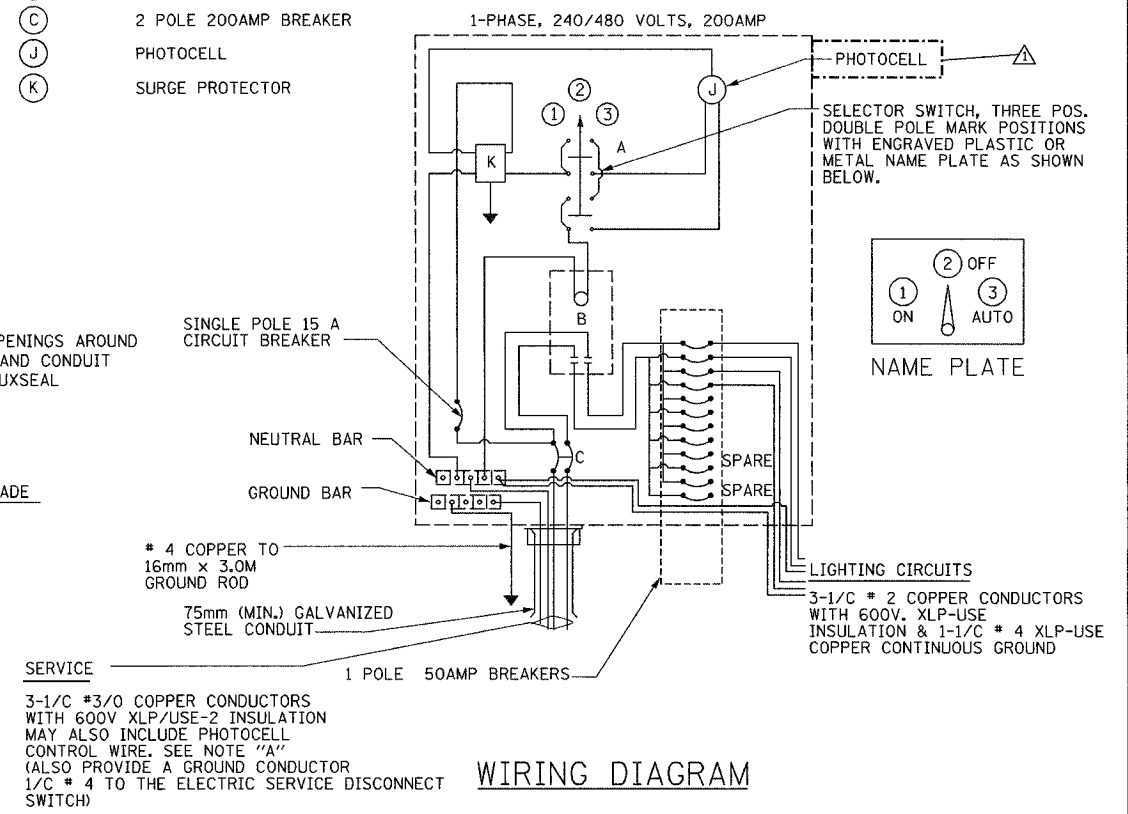 C 2 POLE 200AMP BREAKER
J PHOTOCELL
K SURGE PROTECTOR
1-PHASE, 240/480 VOLTS, 200AMP
PHOTOCELL
1
J
2
1
3
A
K
SELECTOR SWITCH, THREE POS.
DOUBLE POLE MARK POSITIONS
WITH ENGRAVED PLASTIC OR
METAL NAME PLATE AS SHOWN
BELOW.
2 OFF
1
ON
3
AUTO
NAME PLATE
B
PENINGS AROUND
AND CONDUIT
UXSEAL
SINGLE POLE 15 A
CIRCUIT BREAKER
NEUTRAL BAR
C
SPARE
SPARE
ADE
GROUND BAR
# 4 COPPER TO
16mm x 3.0M
GROUND ROD
75mm (MIN.) GALVANIZED
STEEL CONDUIT
LIGHTING CIRCUITS
3-1/C # 2 COPPER CONDUCTORS
WITH 600V. XLP-USE
INSULATION & 1-1/C # 4 XLP-USE
COPPER CONTINUOUS GROUND
1 POLE 50AMP BREAKERS
SERVICE
3-1/C #3/0 COPPER CONDUCTORS
WITH 600V XLP/USE-2 INSULATION
MAY ALSO INCLUDE PHOTOCELL
CONTROL WIRE. SEE NOTE "A"
(ALSO PROVIDE A GROUND CONDUCTOR
1/C # 4 TO THE ELECTRIC SERVICE DISCONNECT
SWITCH)
WIRING DIAGRAM